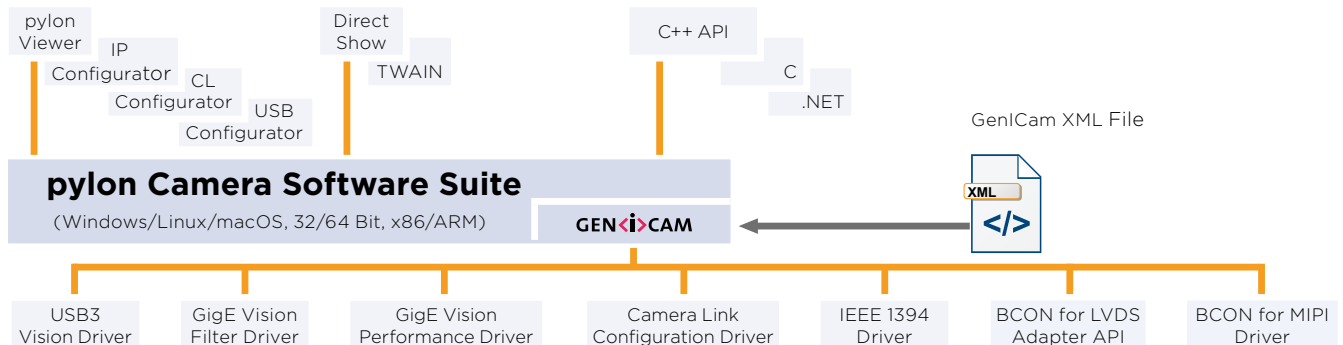 pylon
Viewer
IP
Configurator
CL
Configurator
USB
Configurator
Direct
Show
TWAIN
C++ API
C
.NET
GenICam XML File
pylon Camera Software Suite
(Windows/Linux/macOS, 32/64 Bit, x86/ARM)
GEN<i>CAM
XML
</>
USB3
Vision Driver
GigE Vision
Filter Driver
GigE Vision
Performance Driver
Camera Link
Configuration Driver
IEEE 1394
Driver
BCON for LVDS
Adapter API
BCON for MIPI
Driver